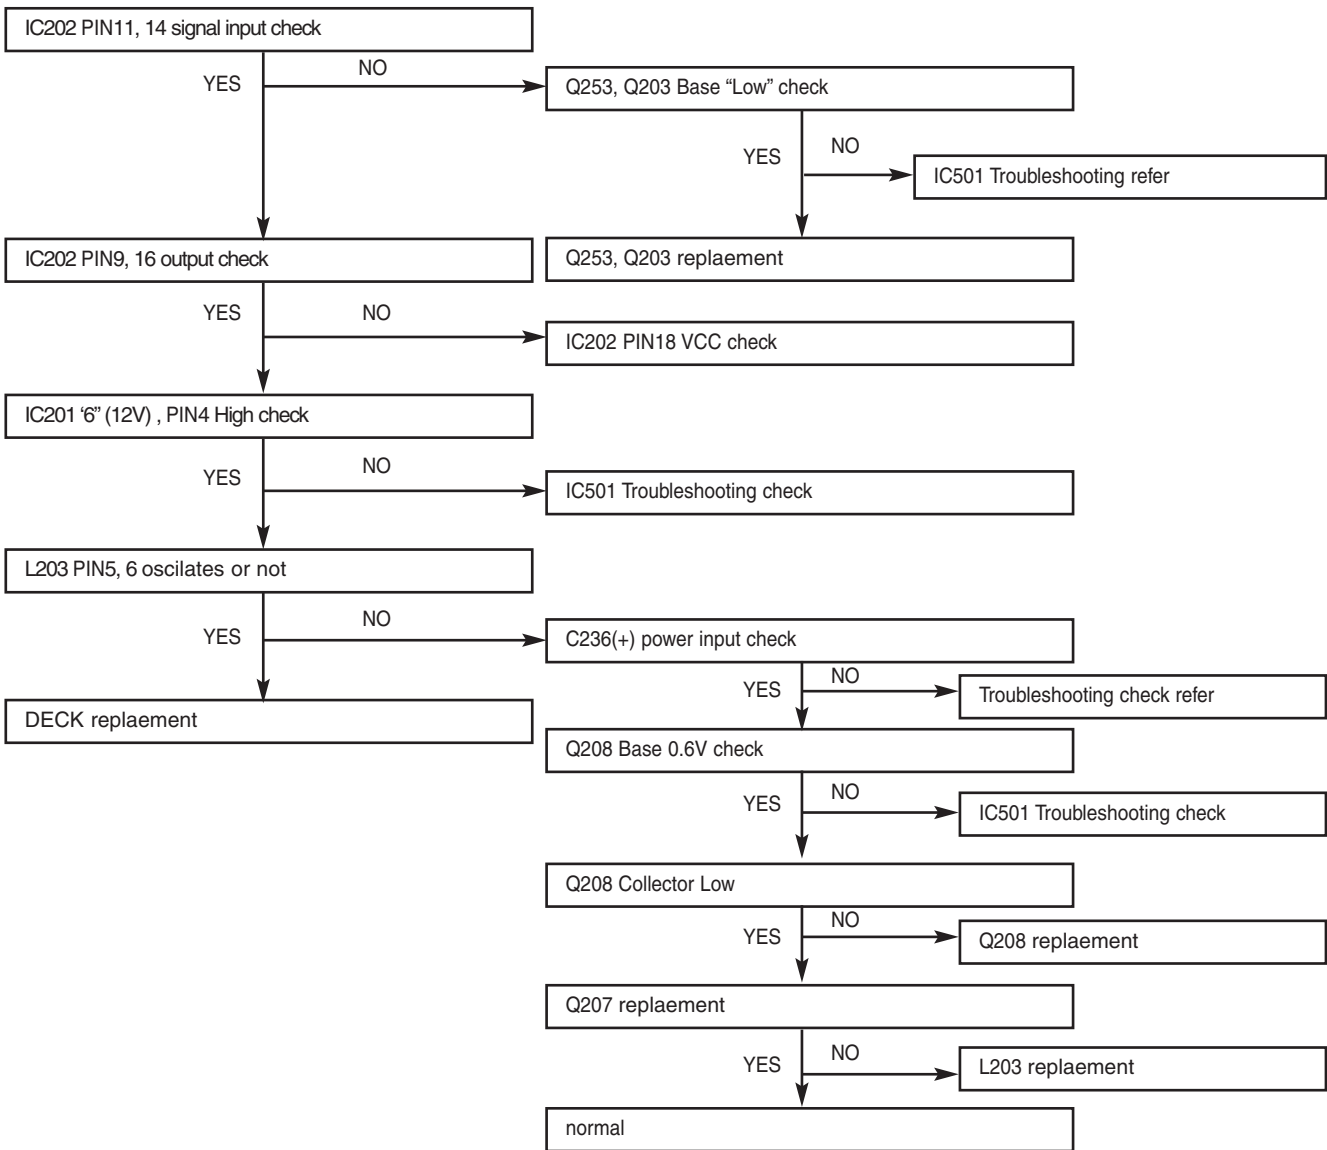 IC202 PIN11, 14 signal input check
YES
NO
Q253, Q203 Base “Low” check
YES
NO
IC501 Troubleshooting refer
IC202 PIN9, 16 output check
Q253, Q203 replaement
YES
NO
IC202 PIN18 VCC check
IC201 ‘6” (12V) , PIN4 High check
YES
NO
IC501 Troubleshooting check
L203 PIN5, 6 oscilates or not
YES
NO
C236(+) power input check
YES
NO
Troubleshooting check refer
DECK replaement
Q208 Base 0.6V check
YES
NO
IC501 Troubleshooting check
Q208 Collector Low
YES
NO
Q208 replaement
Q207 replaement
YES
NO
L203 replaement
normal